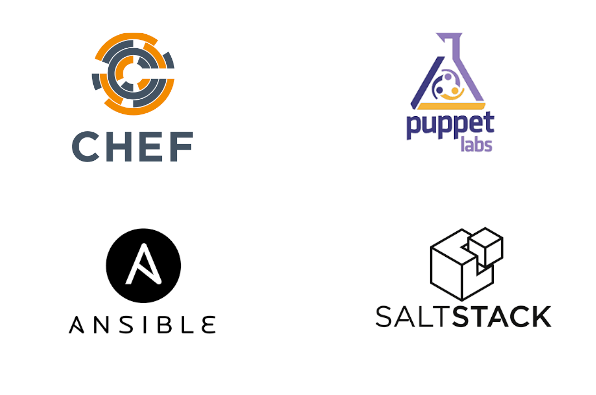 CHEF
puppet
labs
ANSIBLE
SALTSTACK